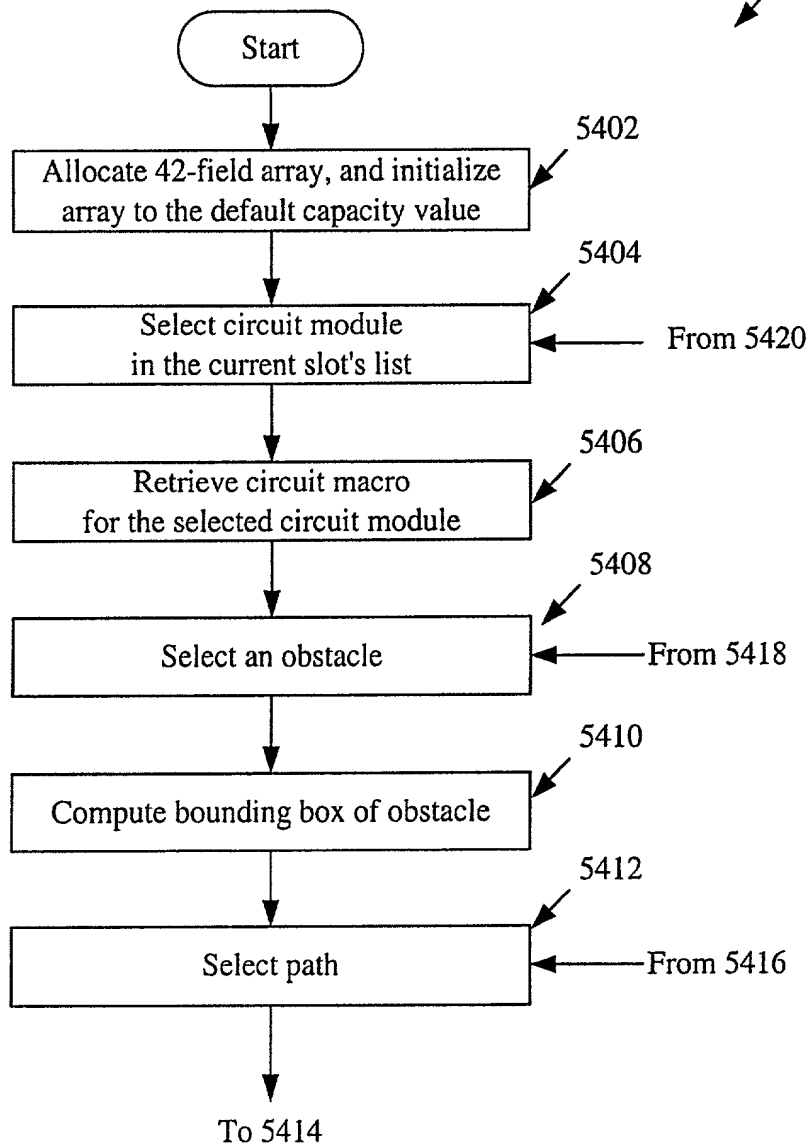 Start
5402
Allocate 42-field array, and initialize
array to the default capacity value
5404
Select circuit module
in the current slot's list
From 5420
5406
Retrieve circuit macro
for the selected circuit module
5408
Select an obstacle
From 5418
5410
Compute bounding box of obstacle
5412
Select path
From 5416
To 5414